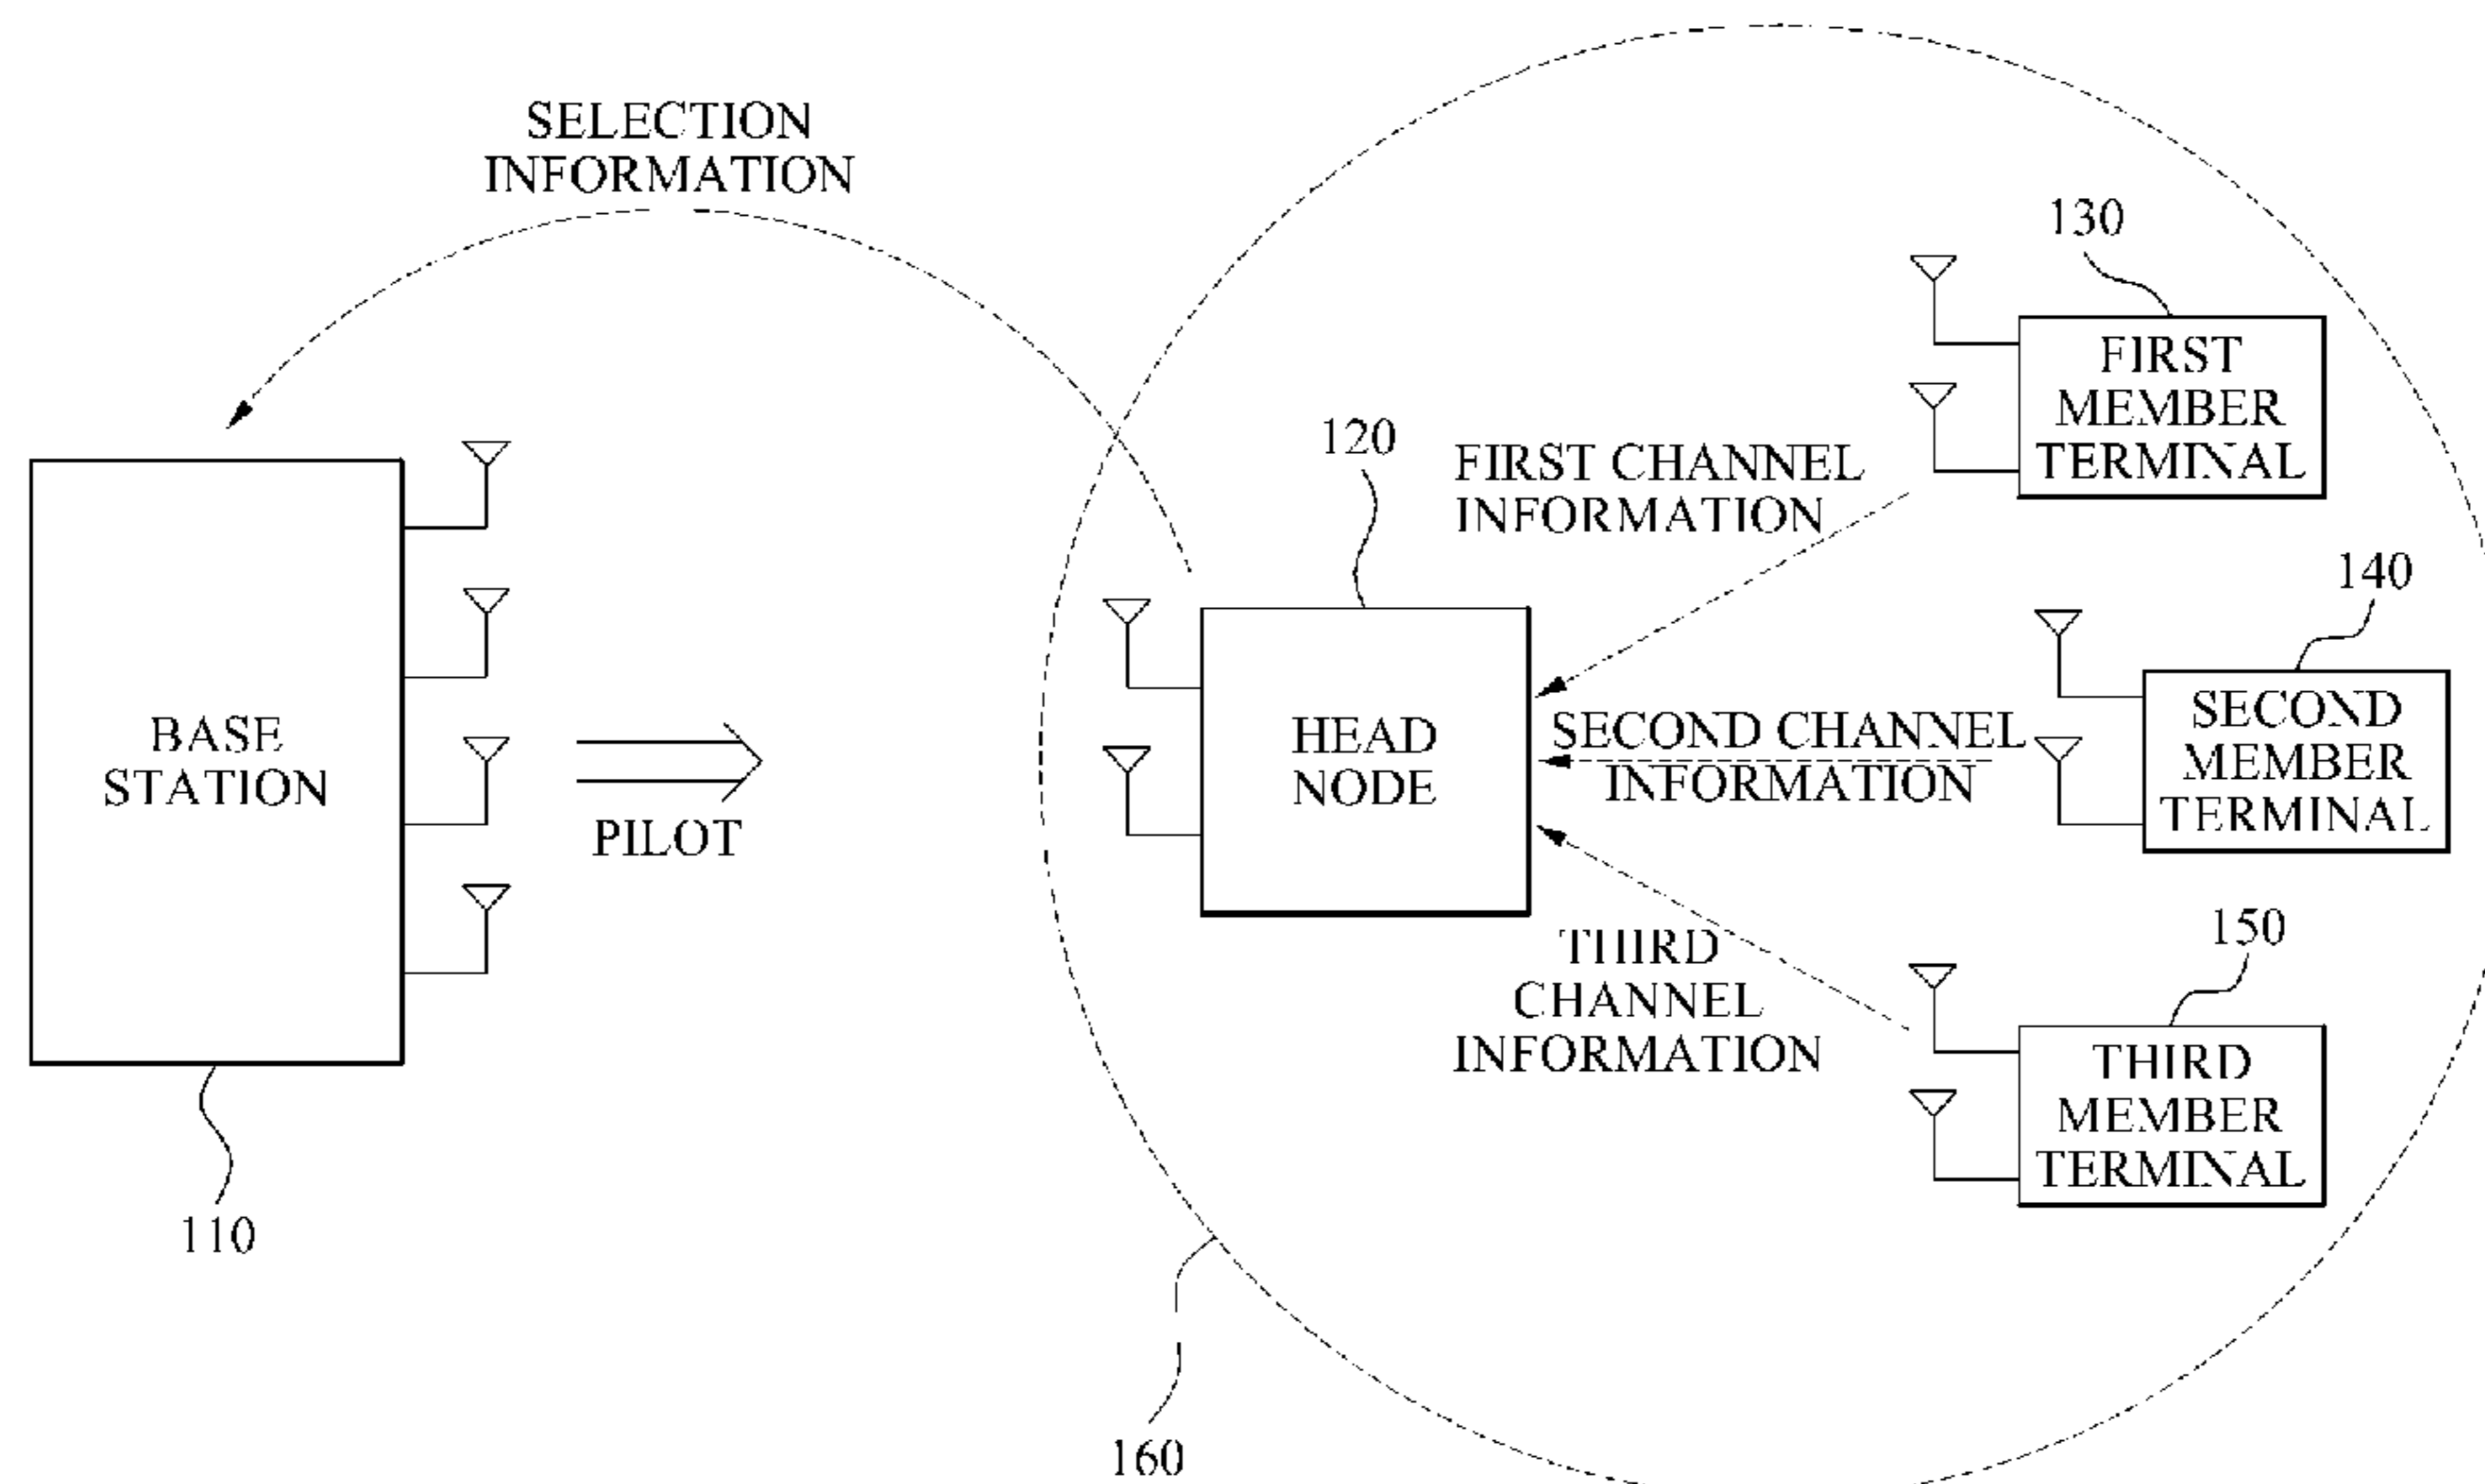 SELECTION
INFORMATION
130
FIRST
MEMBER
TERMINAL
120
FIRST CHANNEL
INFORMATION
140
BASE
STATION
PILOT
HEAD
NODE
SECOND CHANNEL
INFORMATION
SECOND
MEMBER
TERMINAL
150
THIRD
CHANNEL
INFORMATION
THIRD
MEMBER
TERMINAL
110
160